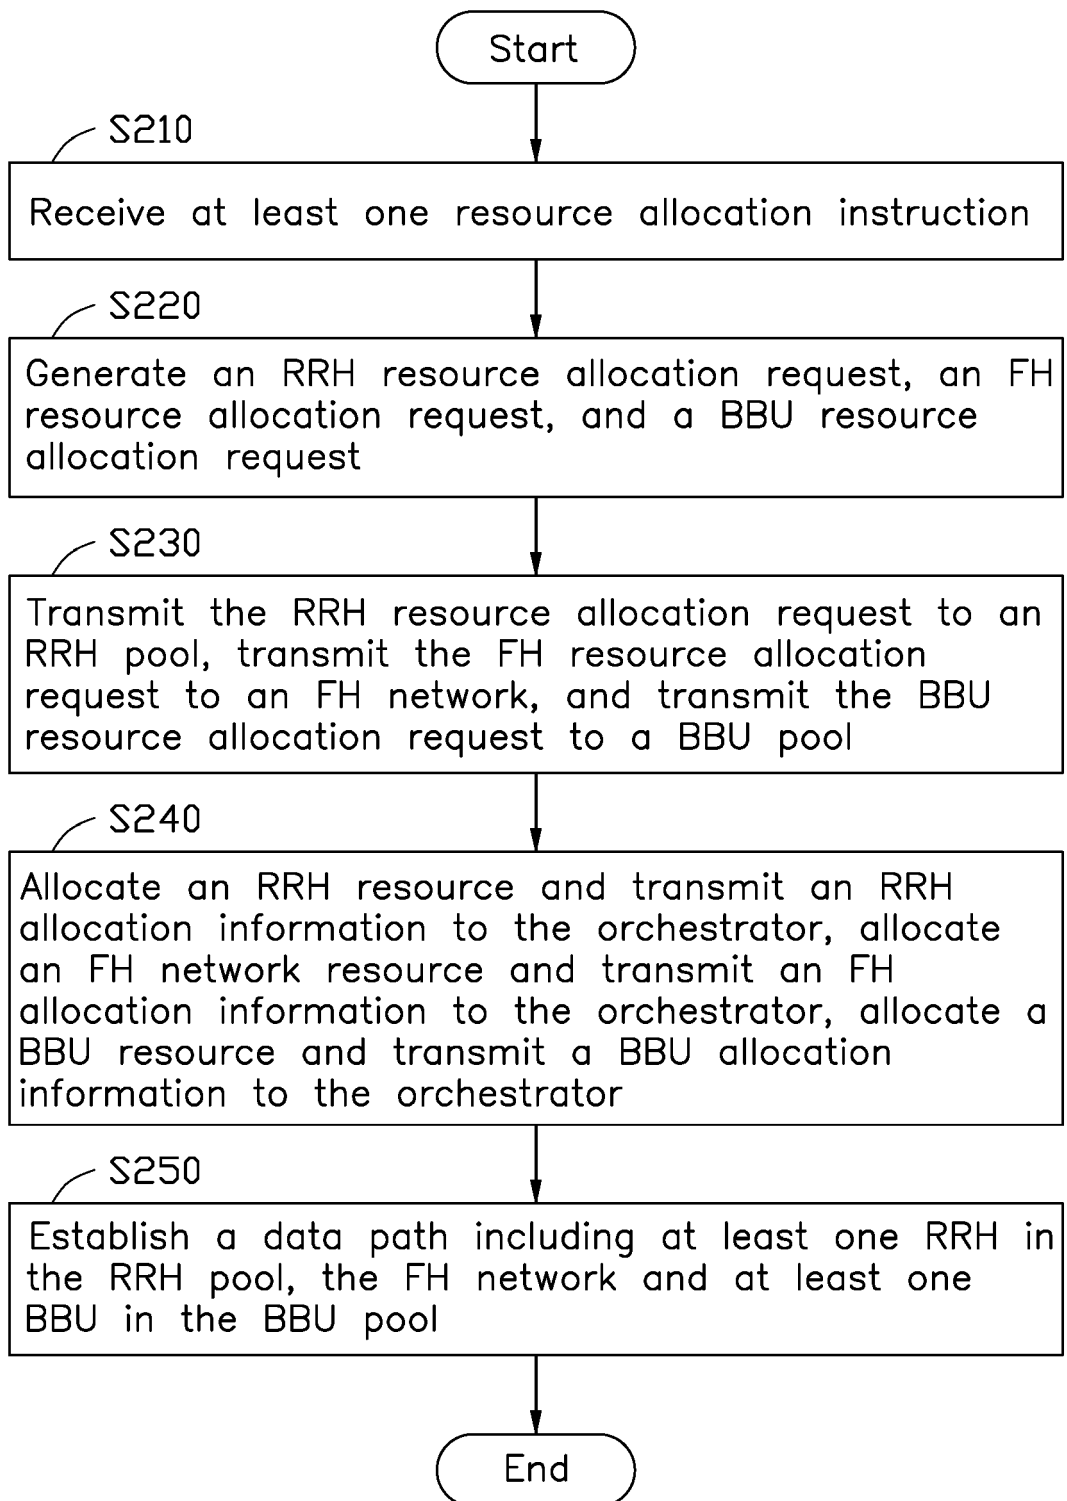 Start
S210
Receive at least one resource allocation instruction
S220
Generate an RRH resource allocation request, an FH
resource allocation request, and a BBU resource
allocation request
S230
Transmit the RRH resource allocation request to an
RRH pool, transmit the FH resource allocation
request to an FH network, and transmit the BBU
resource allocation request to a BBU pool
S240
Allocate an RRH resource and transmit an RRH
allocation information to the orchestrator, allocate
an FH network resource and transmit an FH
allocation information to the orchestrator, allocate a
BBU resource and transmit a BBU allocation
information to the orchestrator
S250
Establish a data path including at least one RRH in
the RRH pool, the FH network and at least one
BBU in the BBU pool
End